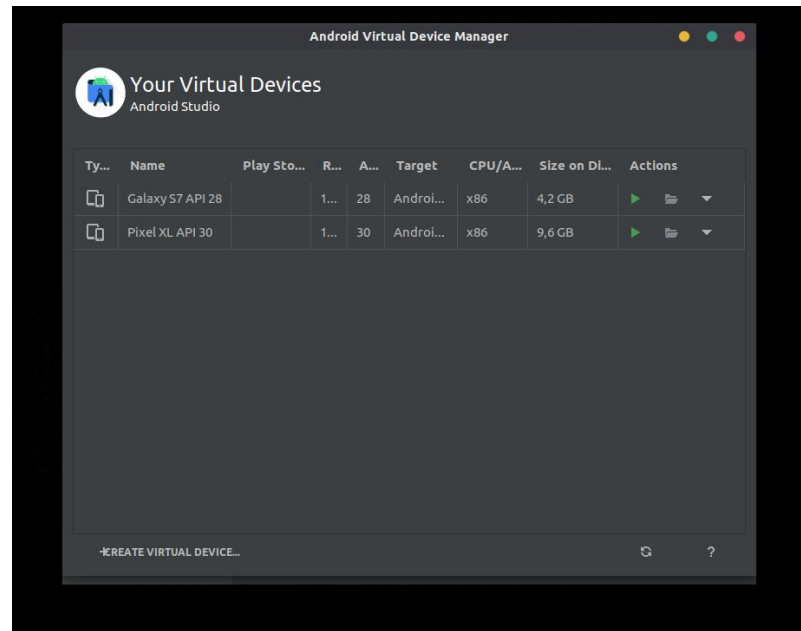 Android Virtual Device Manager
Your Virtual Devices
Android Studio
Ty... Name Play Sto... R... A... Target CPU/A... Size on Di... Actions
Galaxy S7 API 28 1... 28 Androi... x86 4,2 GB
Pixel XL API 30 1... 30 Androi... x86 9,6 GB
+CREATE VIRTUAL DEVICE... ?